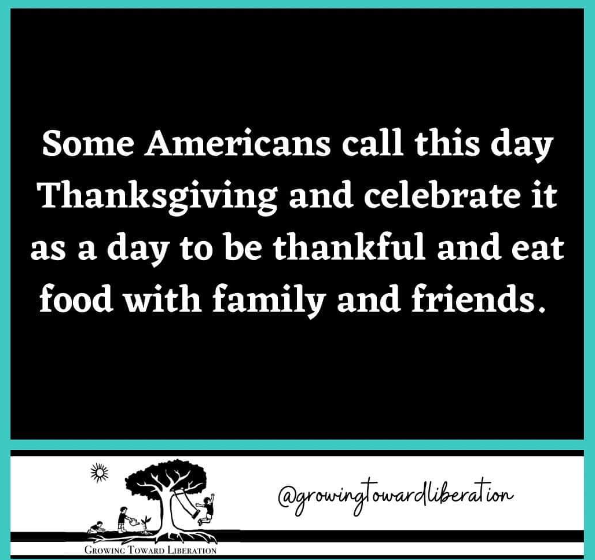 Some Americans call this day
Thanksgiving and celebrate it
as a day to be thankful and eat
food with family and friends.
@growingtowardliberation
GROWING TOWARD LIBERATION